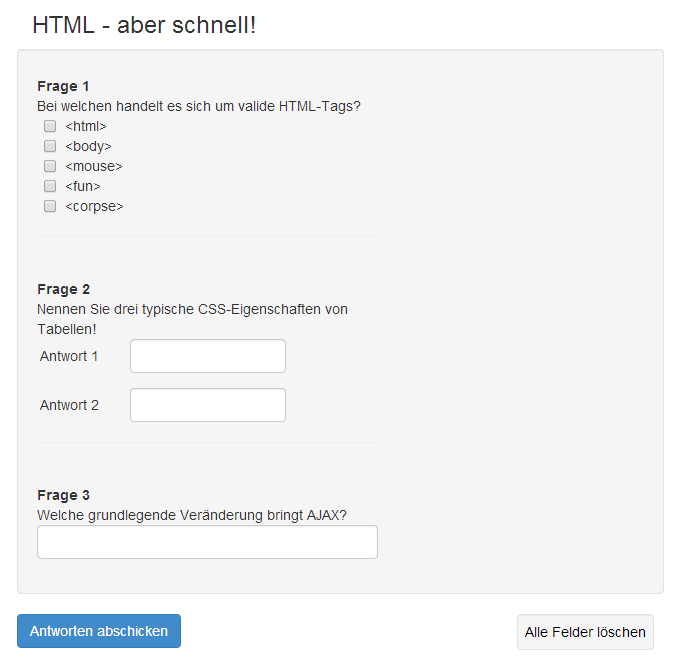 HTML - aber schnell!
Frage 1
Bei welchen handelt es sich um valide HTML-Tags?
<html>
<body>
<mouse>
<fun>
<corpse>
Frage 2
Nennen Sie drei typische CSS-Eigenschaften von
Tabellen!
Antwort 1
Antwort 2
Frage 3
Welche grundlegende Veränderung bringt AJAX?
Antworten abschicken
Alle Felder löschen